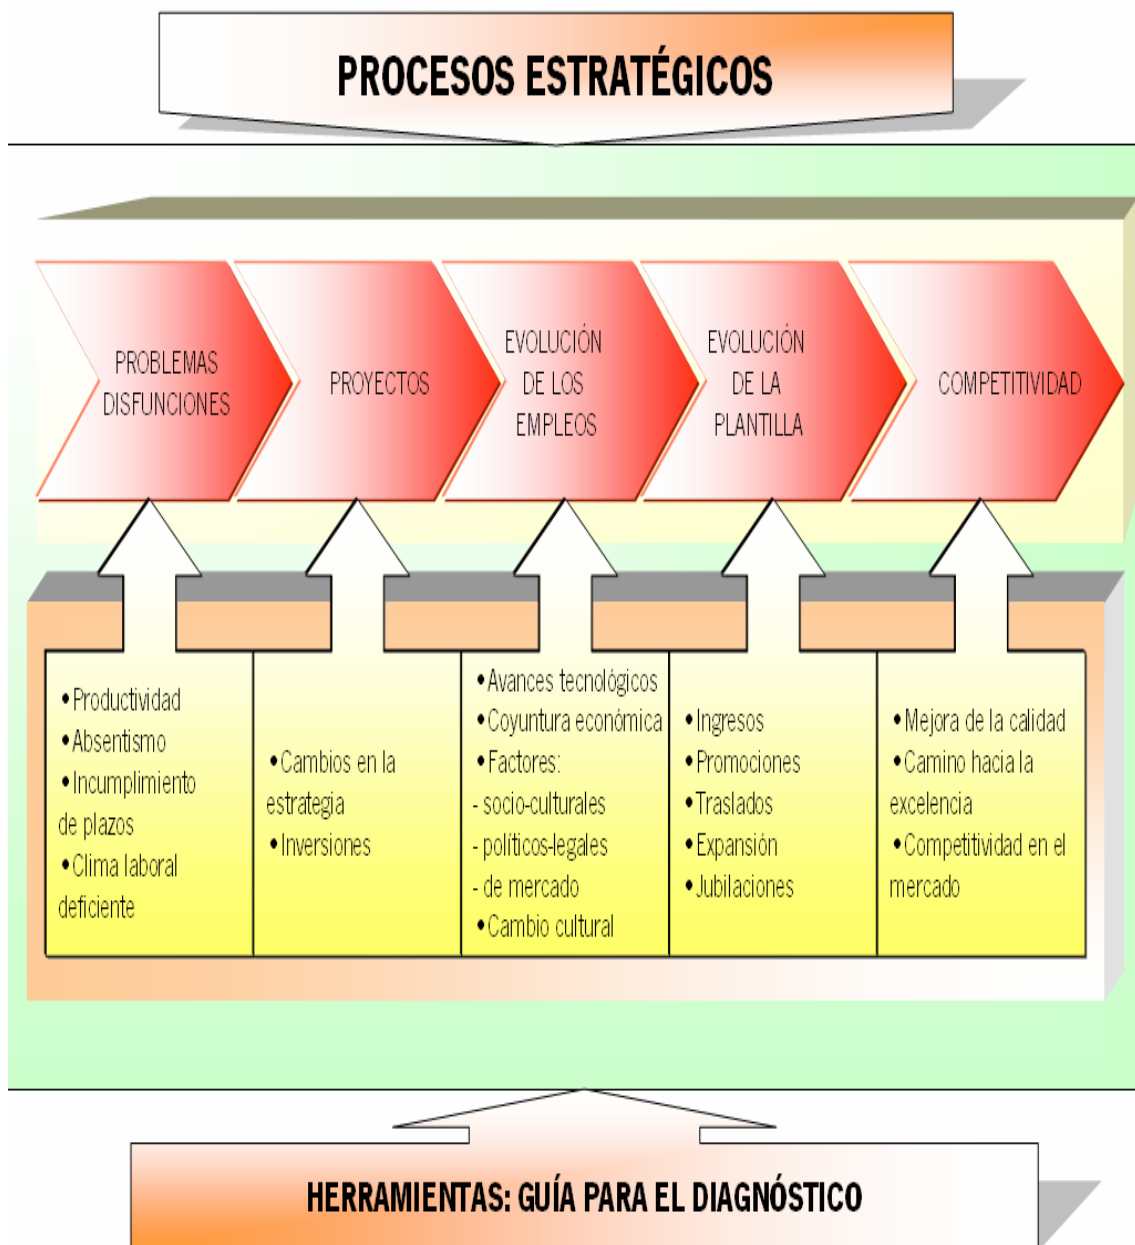 PROCESOS ESTRATÉGICOS
PROBLEMAS
DISFUNCIONES
PROYECTOS
EVOLUCIÓN
DE LOS
EMPLEOS
EVOLUCIÓN
DE LA
PLANTILLA
COMPETITIVIDAD
•Productividad
•Absentismo
•Incumplimiento
de plazos
•Clima laboral
deficiente
•Cambios en la
estrategia
•Inversiones
•Avances tecnológicos
•Coyuntura económica
•Factores:
- socio-culturales
- políticos-legales
- de mercado
•Cambio cultural
•Ingresos
•Promociones
•Traslados
•Expansión
•Jubilaciones
•Mejora de la calidad
•Camino hacia la
excelencia
•Competitividad en el
mercado
HERRAMIENTAS: GUÍA PARA EL DIAGNÓSTICO